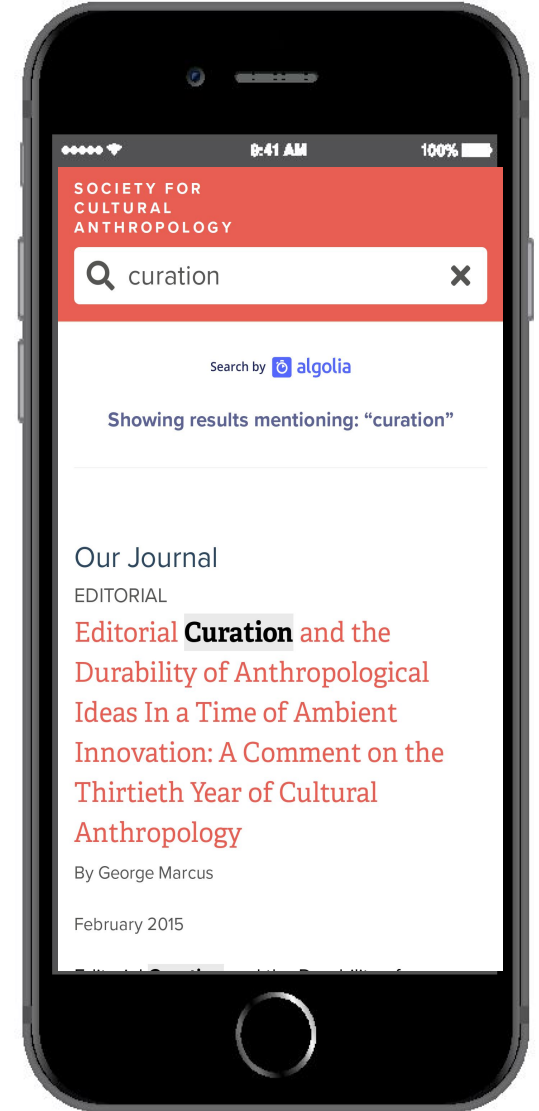 9:41 AM 100%
SOCIETY FOR
CULTURAL
ANTHROPOLOGY
curation
Search by algolia
Showing results mentioning: “curation”
Our Journal
EDITORIAL
Editorial Curation and the
Durability of Anthropological
Ideas In a Time of Ambient
Innovation: A Comment on the
Thirtieth Year of Cultural
Anthropology
By George Marcus
February 2015